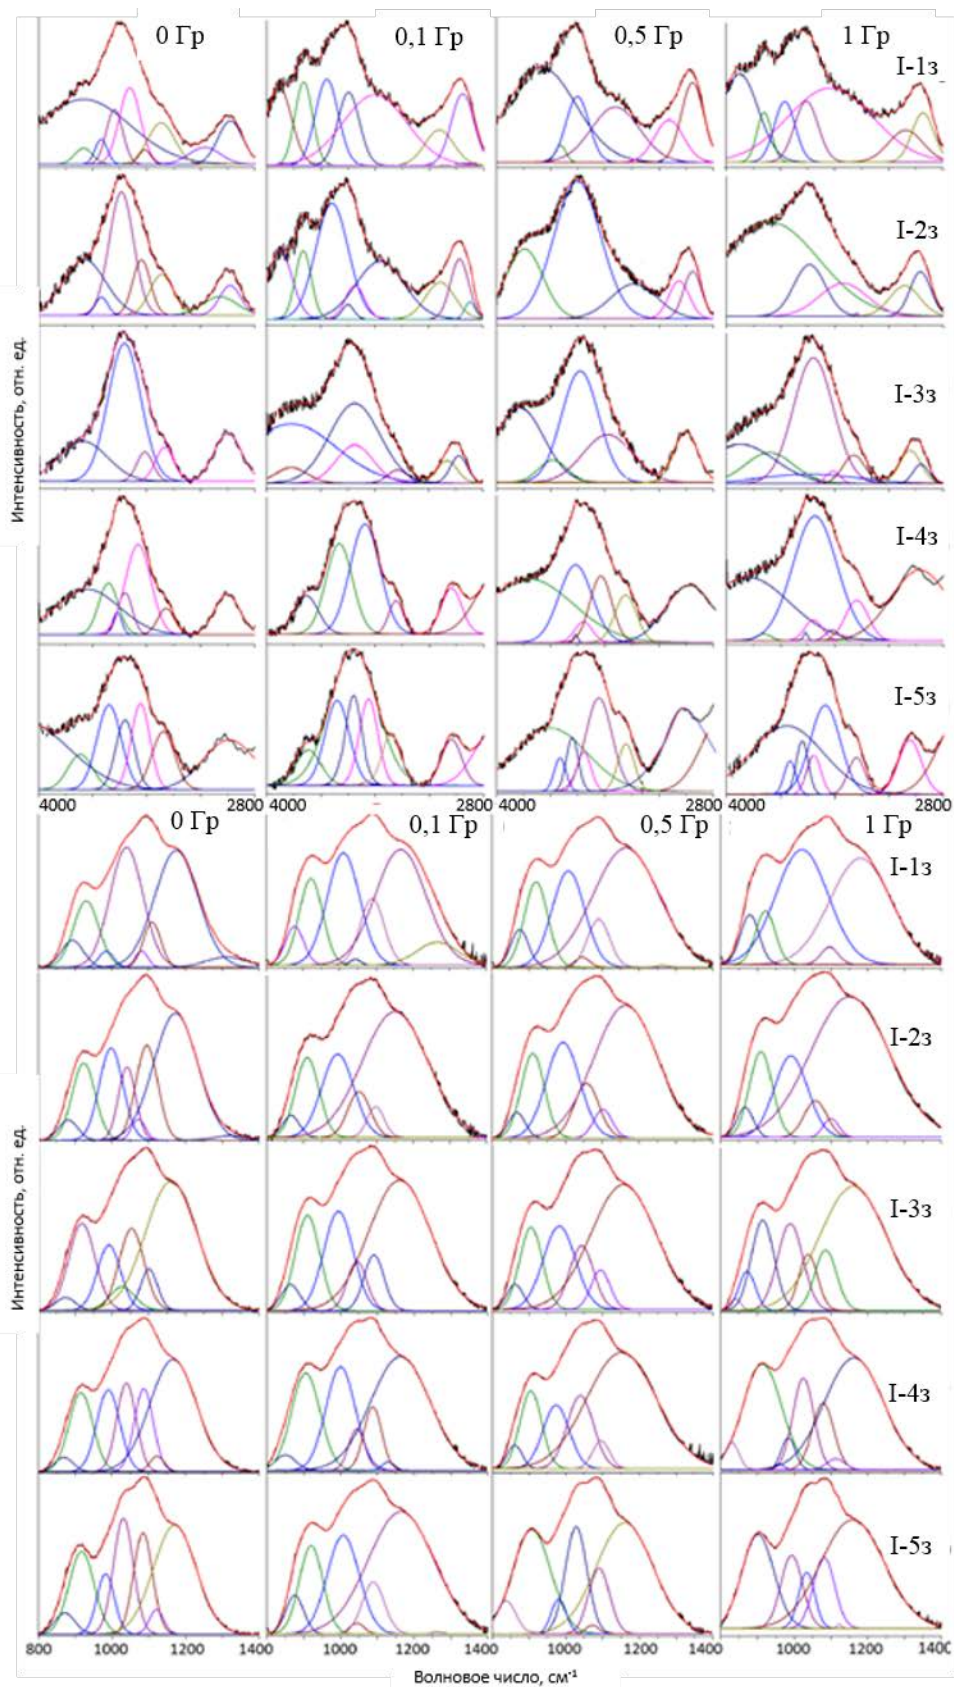 0 Гр 0,1 Гр 0,5 Гр 1 Гр
I-1з
I-2з
Интенсивность, отн. ед.
I-3з
I-4з
I-5з
4000 2800 4000 2800 4000 2800 4000 2800
0 Гр 0,1 Гр 0,5 Гр 1 Гр
I-1з
I-2з
Интенсивность, отн. ед.
I-3з
I-4з
I-5з
800 1000 1200 1400 1000 1200 1400 1000 1200 1400 1000 1200 1400
Волновое число, см⁻¹